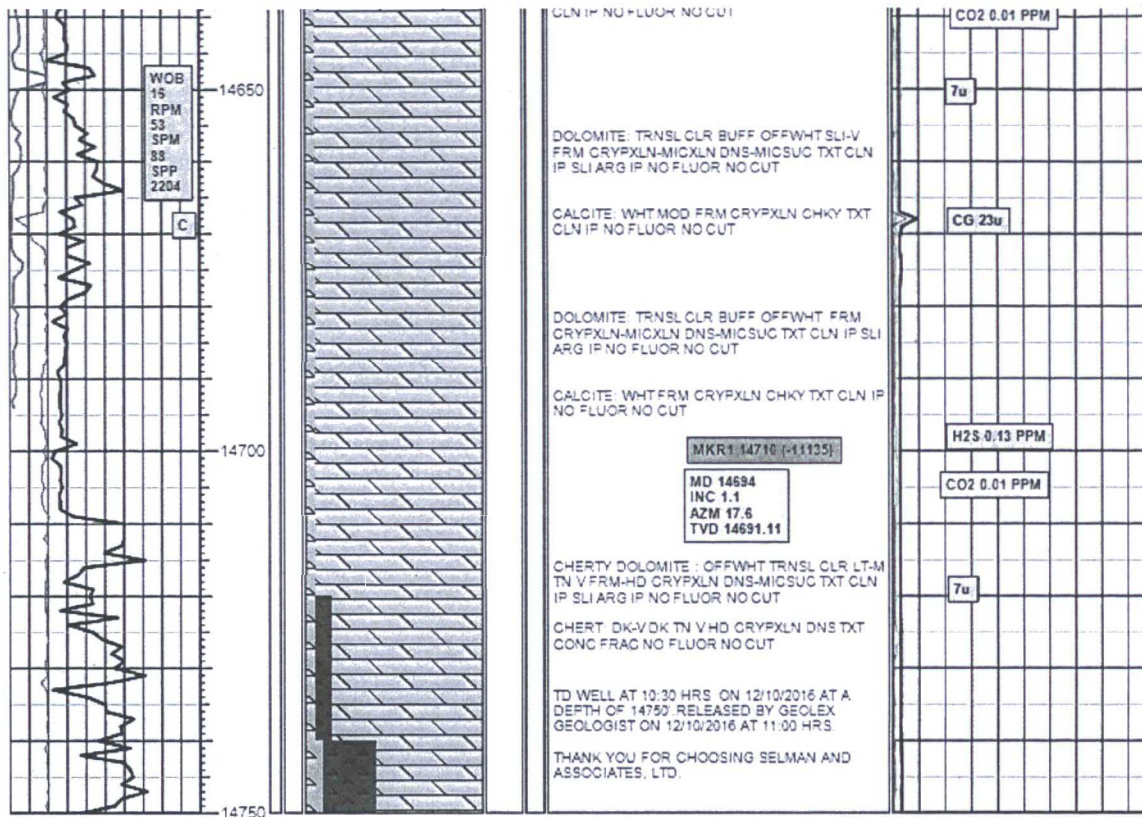 CLN IP NO FLUOR NO CUT
CO2 0.01 PPM
WOB
RPM
53
SPM
SPP
2204
14650
7u
DOLOMITE: TRNSL CLR BUFF OFFWHT SLI-V
FRM CRYPXLN-MICXLN DNS-MICSUC TXT CLN
IP SLI ARG IP NO FLUOR NO CUT
C
CALCITE: WHT MOD FRM CRYPXLN CHKY TXT
CLN IP NO FLUOR NO CUT
CG 23u
DOLOMITE: TRNSL CLR BUFF OFFWHT FRM
CRYPXLN-MICXLN DNS-MICSUC TXT CLN IP SLI
ARG IP NO FLUOR NO CUT
CALCITE: WHT FRM CRYPXLN CHKY TXT CLN IP
NO FLUOR NO CUT
14700
MKR1 14710 (-11135)
H2S 0.13 PPM
MD 14694
INC 1.1
AZM 17.6
TVD 14691.11
CO2 0.01 PPM
CHERTY DOLOMITE : OFFWHT TRNSL CLR LT-M
TN V FRM-HD CRYPXLN DNS-MICSUC TXT CLN
IP SLI ARG IP NO FLUOR NO CUT
7u
CHERT: DK-V DK TN V HD CRYPXLN DNS TXT
CONC FRAC NO FLUOR NO CUT
TD WELL AT 10:30 HRS. ON 12/10/2016 AT A
DEPTH OF 14750'. RELEASED BY GEOLEX
GEOLOGIST ON 12/10/2016 AT 11:00 HRS.
THANK YOU FOR CHOOSING SELMAN AND
ASSOCIATES, LTD.
14750